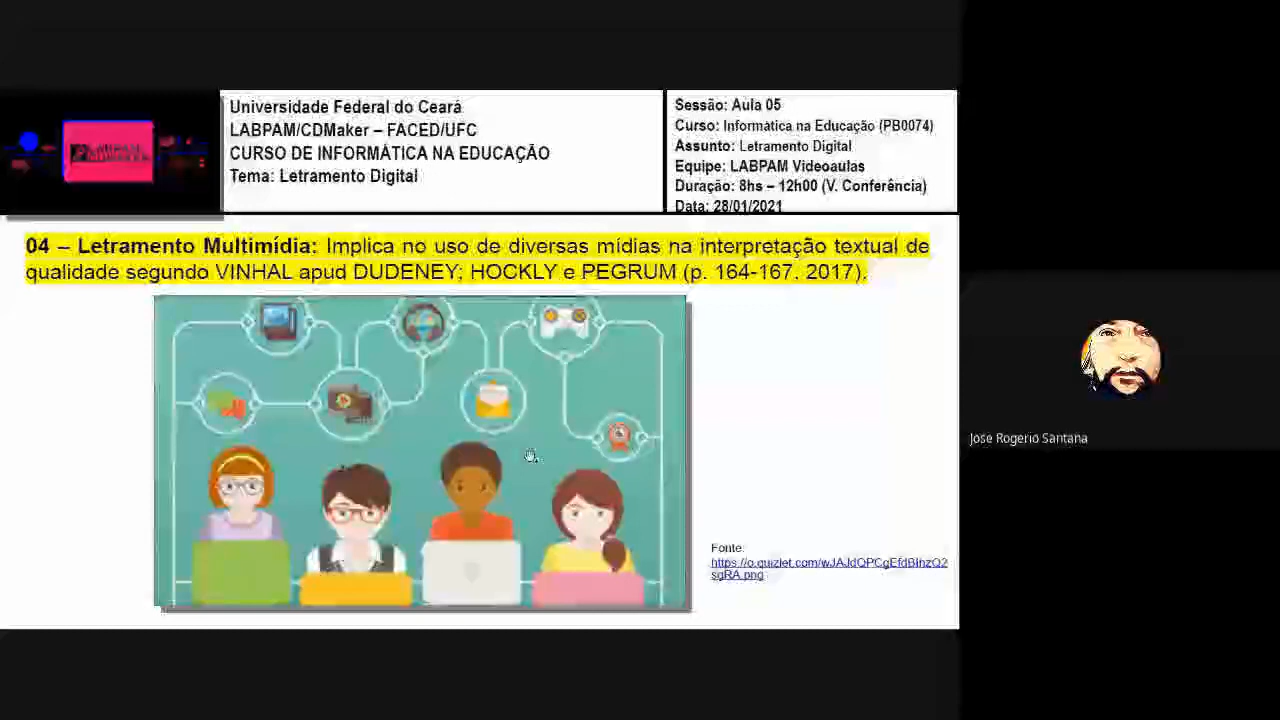 Universidade Federal do Ceará
LABPAM/CDMaker – FACED/UFC
CURSO DE INFORMÁTICA NA EDUCAÇÃO
Tema: Letramento Digital
Sessão: Aula 05
Curso: Informática na Educação (PB0074)
Assunto: Letramento Digital
Equipe: LABPAM Videoaulas
Duração: 8hs – 12h00 (V. Conferência)
Data: 28/01/2021
04 – Letramento Multimídia: Implica no uso de diversas mídias na interpretação textual de
qualidade segundo VINHAL apud DUDENEY; HOCKLY e PEGRUM (p. 164-167, 2017).
Jose Rogerio Santana
Fonte: